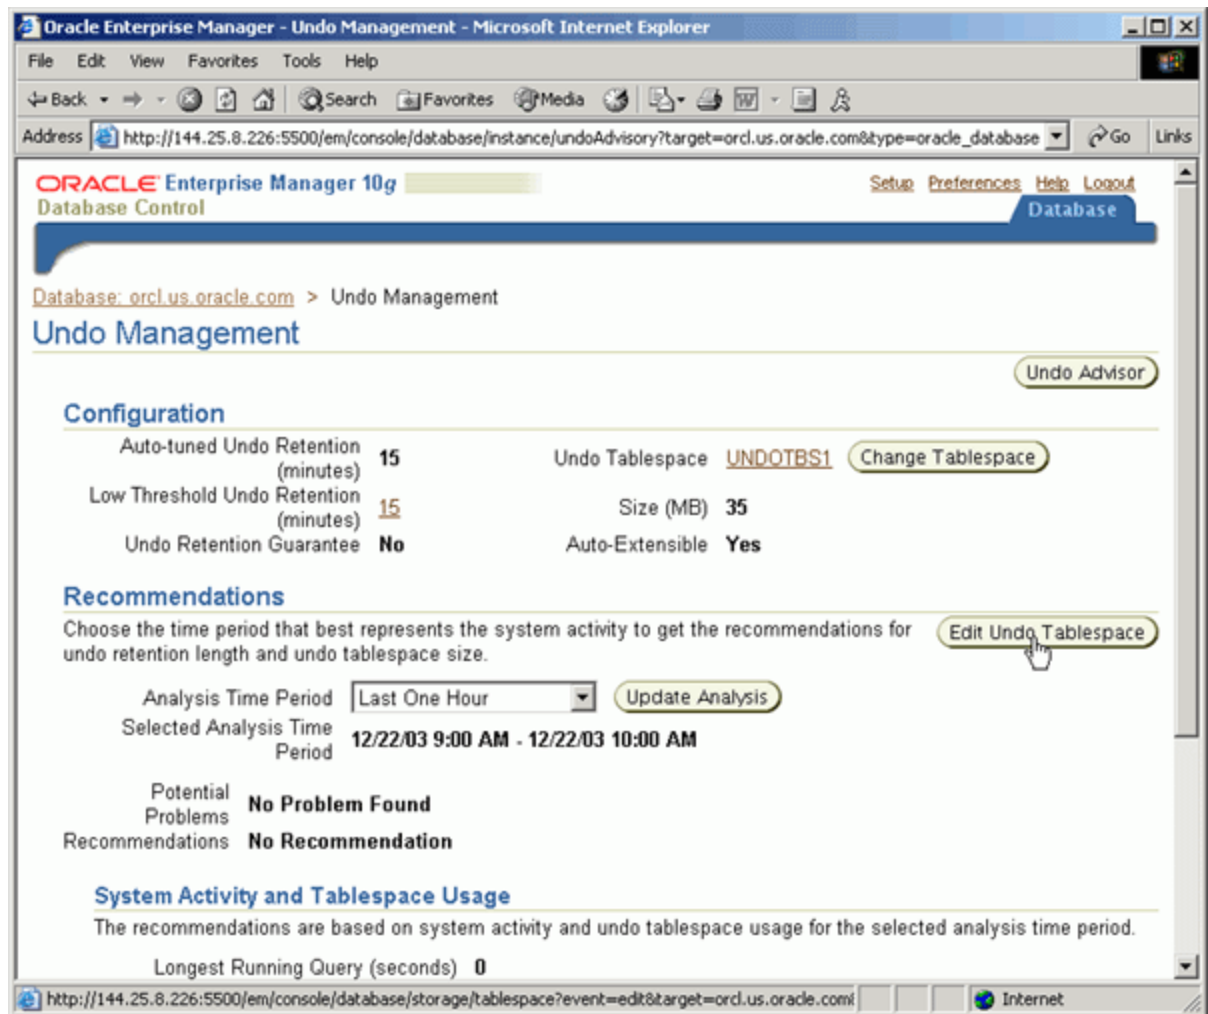 Oracle Enterprise Manager - Undo Management - Microsoft Internet Explorer
File Edit View Favorites Tools Help
Back Search Favorites Media
Address http://144.25.8.226:5500/em/console/database/instance/undoAdvisory?target=orcl.us.oracle.com&type=oracle_database Go Links
ORACLE Enterprise Manager 10g Setup Preferences Help Logout
Database Control Database
Database: orcl.us.oracle.com > Undo Management
Undo Management
Undo Advisor
Configuration
Auto-tuned Undo Retention (minutes) 15 Undo Tablespace UNDOTBS1 Change Tablespace
Low Threshold Undo Retention (minutes) 15 Size (MB) 35
Undo Retention Guarantee No Auto-Extensible Yes
Recommendations
Choose the time period that best represents the system activity to get the recommendations for
undo retention length and undo tablespace size.
Edit Undo Tablespace
Analysis Time Period Last One Hour Update Analysis
Selected Analysis Time Period 12/22/03 9:00 AM - 12/22/03 10:00 AM
Potential Problems No Problem Found
Recommendations No Recommendation
System Activity and Tablespace Usage
The recommendations are based on system activity and undo tablespace usage for the selected analysis time period.
Longest Running Query (seconds) 0
http://144.25.8.226:5500/em/console/database/storage/tablespace?event=edit&target=orcl.us.oracle.com& Internet